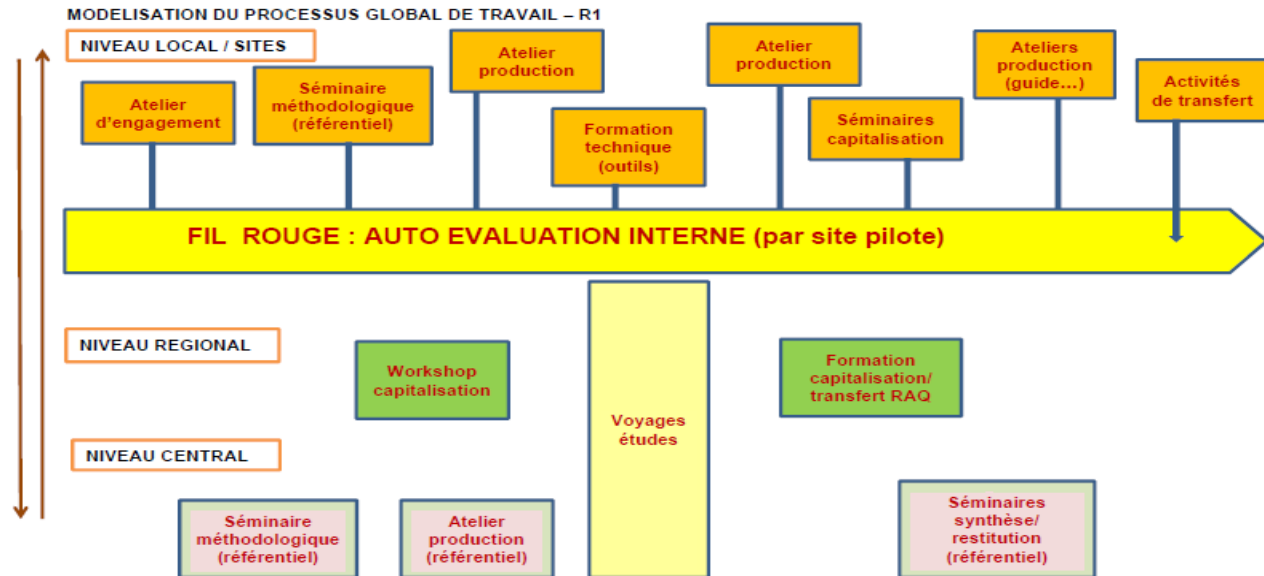 MODELISATION DU PROCESSUS GLOBAL DE TRAVAIL – R1
NIVEAU LOCAL / SITES
Atelier
d'engagement
Séminaire
méthodologique
(référentiel)
Atelier
production
Formation
technique
(outils)
Atelier
production
Séminaires
capitalisation
Ateliers
production
(guide...)
Activités
de transfert
FIL ROUGE : AUTO EVALUATION INTERNE (par site pilote)
NIVEAU REGIONAL
Workshop
capitalisation
Voyages
études
Formation
capitalisation/
transfert RAQ
NIVEAU CENTRAL
Séminaire
méthodologique
(référentiel)
Atelier
production
(référentiel)
Séminaires
synthèse/
restitution
(référentiel)